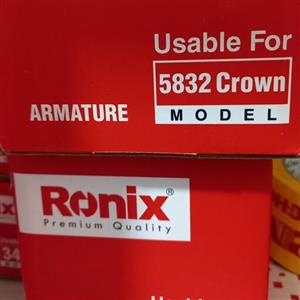 Usable For
5832 Crown
ARMATURE
MODEL
Ronix®
Premium Quality